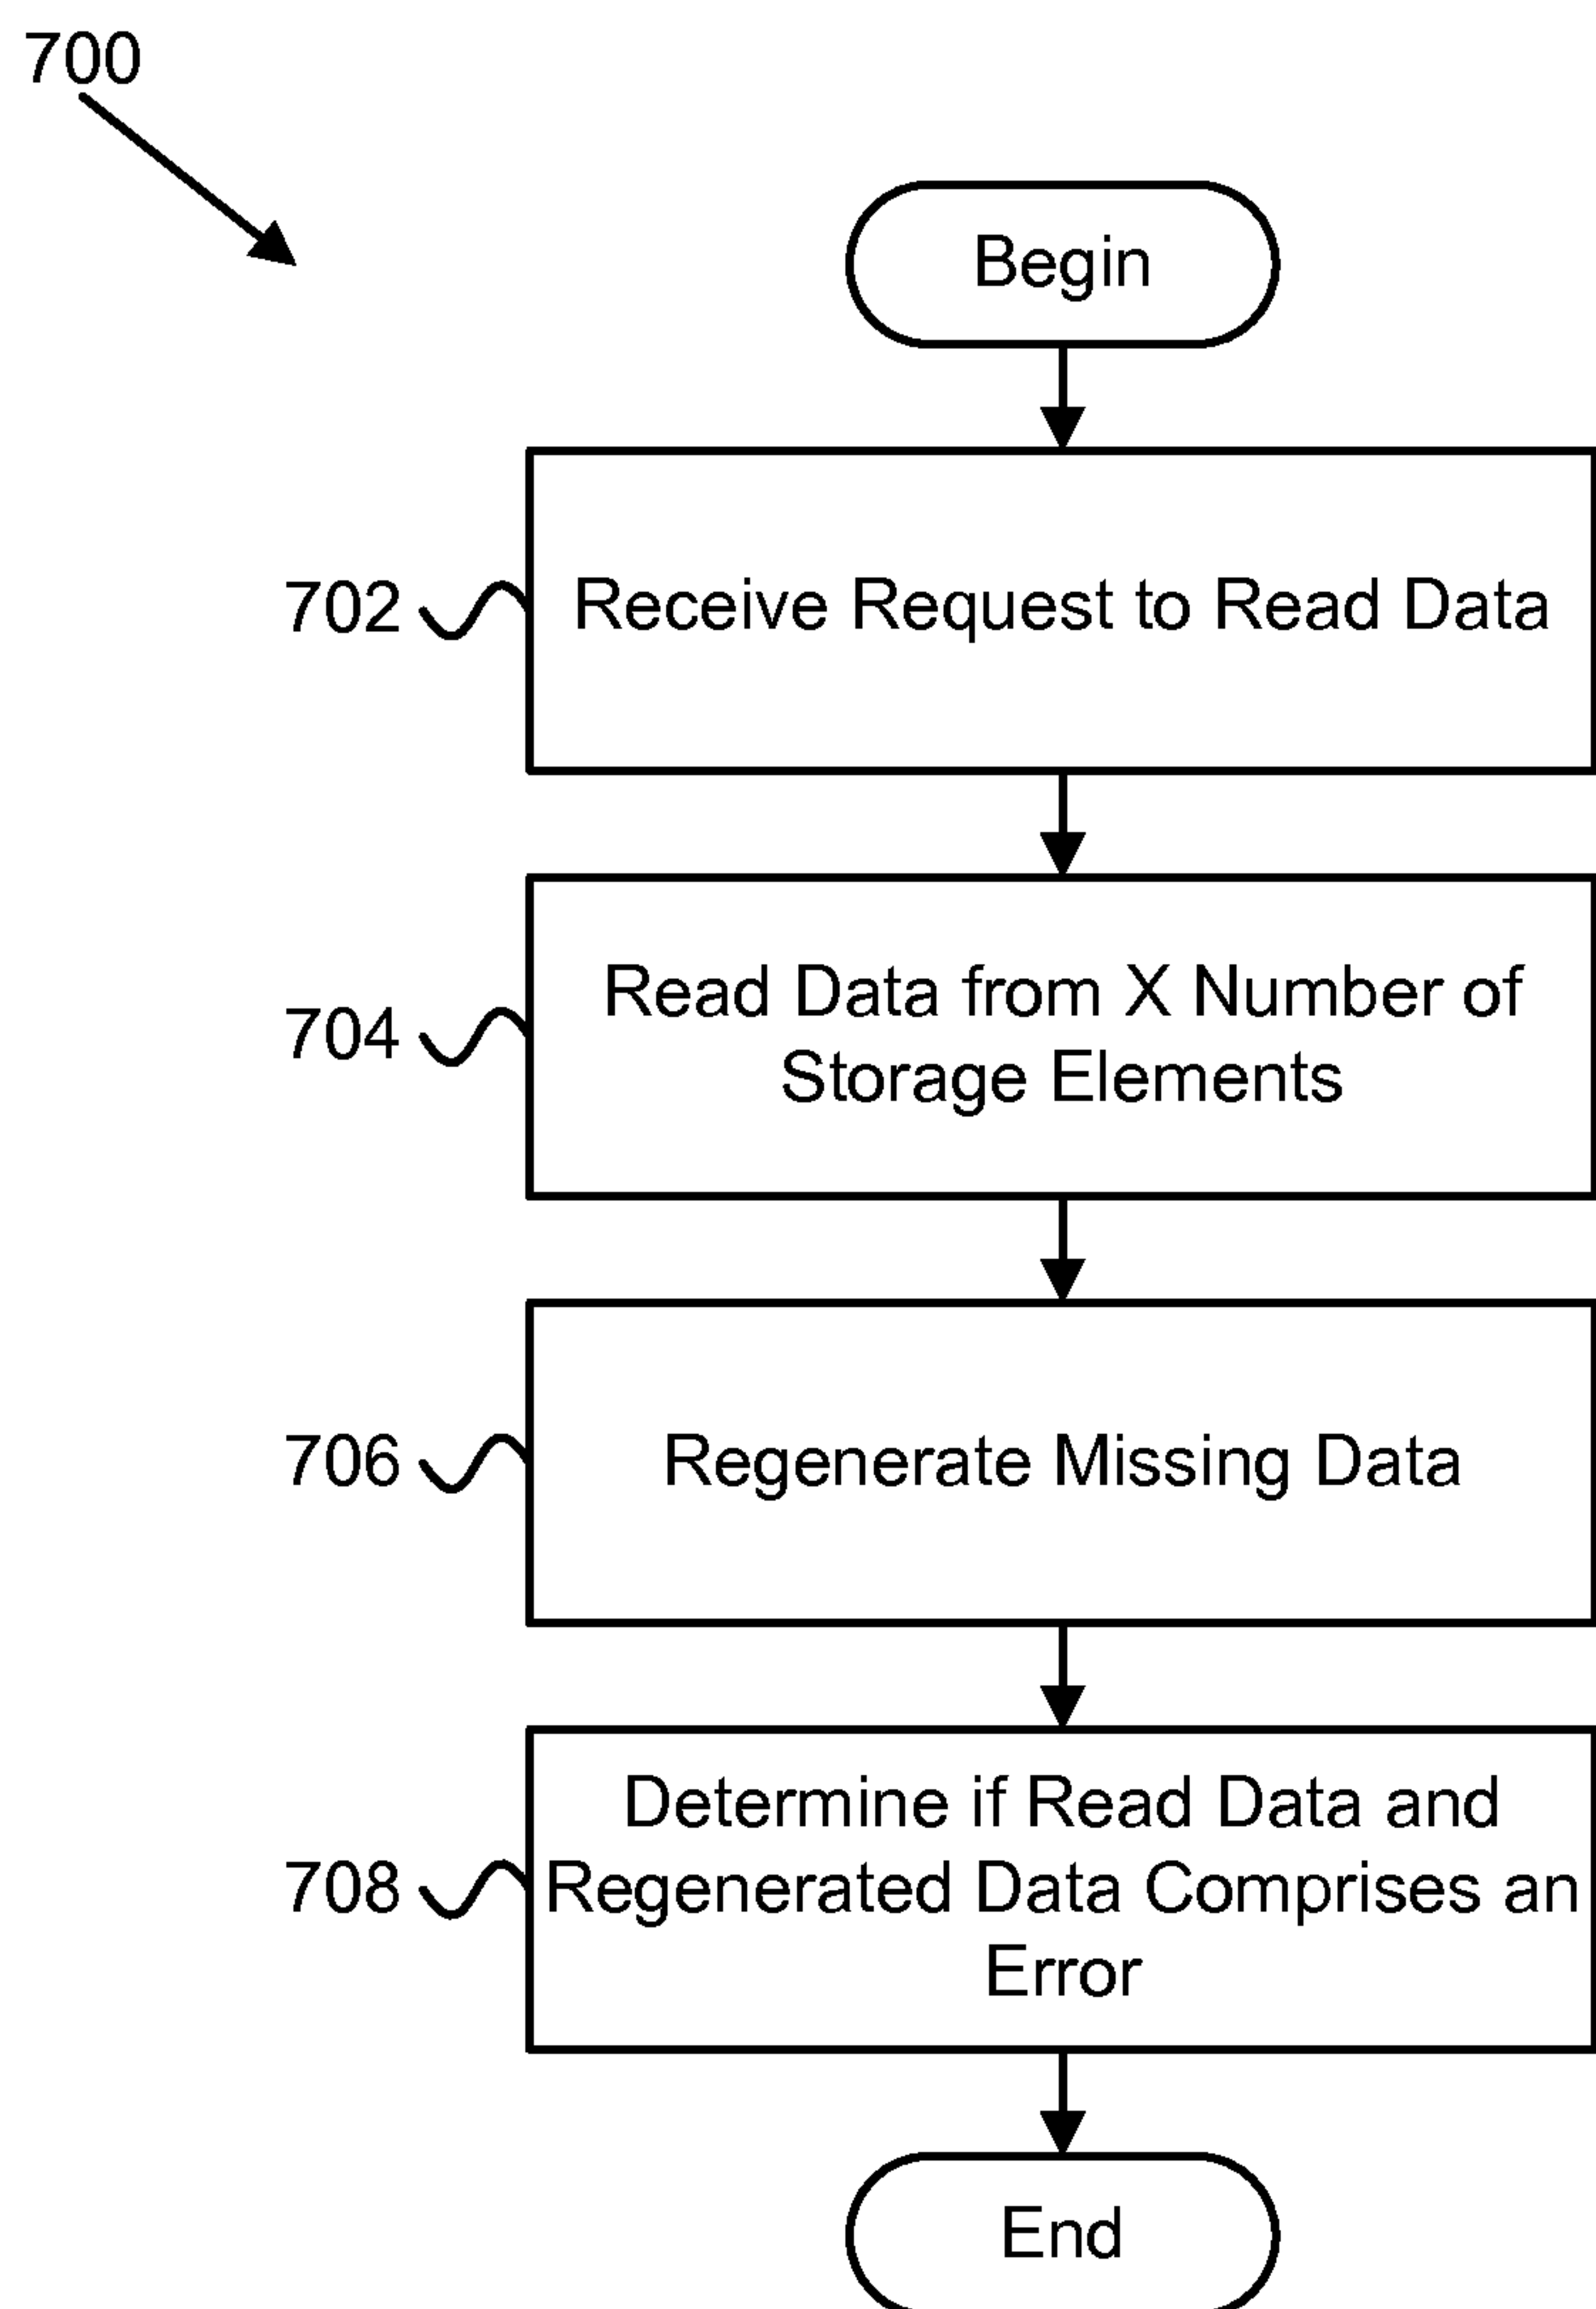 700
Begin
702
Receive Request to Read Data
704
Read Data from X Number of
Storage Elements
706
Regenerate Missing Data
708
Determine if Read Data and
Regenerated Data Comprises an
Error
End